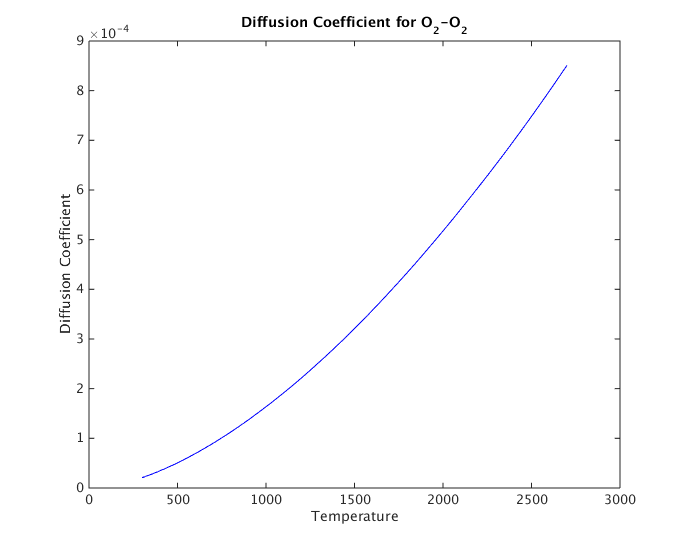 Diffusion Coefficient for O₂-O₂
×10⁻⁴
9
8
7
6
5
4
3
2
1
0
Diffusion Coefficient
0 500 1000 1500 2000 2500 3000
Temperature